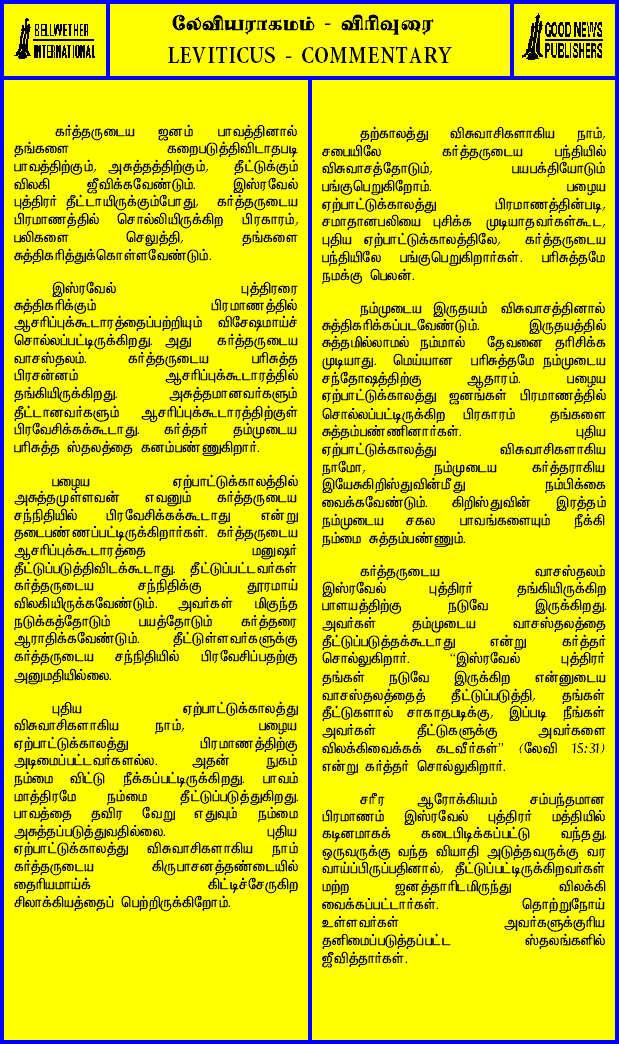 BELLWETHER
INTERNATIONAL
லேவியராகமம் - விரிவுரை
LEVITICUS - COMMENTARY
GOOD NEWS
PUBLISHERS
கர்த்தருடைய ஜனம் பாவத்தினால்
தங்களை கறைபடுத்திவிடாதபடி
பாவத்திற்கும், அசுத்தத்திற்கும், தீட்டுக்கும்
விலகி ஜீவிக்கவேண்டும். இஸ்ரவேல்
புத்திரர் தீட்டாயிருக்கும்போது, கர்த்தருடைய
பிரமாணத்தில் சொல்லியிருக்கிற பிரகாரம்,
பலிகளை செலுத்தி, தங்களை
சுத்திகரித்துக்கொள்ளவேண்டும்.
இஸ்ரவேல் புத்திரரை
சுத்திகரிக்கும் பிரமாணத்தில்
ஆசரிப்புக்கூடாரத்தைப்பற்றியும் விசேஷமாய்ச்
சொல்லப்பட்டிருக்கிறது. அது கர்த்தருடைய
வாசஸ்தலம். கர்த்தருடைய பரிசுத்த
பிரசன்னம் ஆசரிப்புக்கூடாரத்தில்
தங்கியிருக்கிறது. அசுத்தமானவர்களும்
தீட்டானவர்களும் ஆசரிப்புக்கூடாரத்திற்குள்
பிரவேசிக்கக்கூடாது. கர்த்தர் தம்முடைய
பரிசுத்த ஸ்தலத்தை கனம்பண்ணுகிறார்.
பழைய ஏற்பாட்டுக்காலத்தில்
அசுத்தமுள்ளவன் எவனும் கர்த்தருடைய
சந்நிதியில் பிரவேசிக்கக்கூடாது என்று
தடைபண்ணப்பட்டிருக்கிறார்கள். கர்த்தருடைய
ஆசரிப்புக்கூடாரத்தை மனுஷர்
தீட்டுப்படுத்திவிடக்கூடாது. தீட்டுப்பட்டவர்கள்
கர்த்தருடைய சந்நிதிக்கு தூரமாய்
விலகியிருக்கவேண்டும். அவர்கள் மிகுந்த
நடுக்கத்தோடும் பயத்தோடும் கர்த்தரை
ஆராதிக்கவேண்டும். தீட்டுள்ளவர்களுக்கு
கர்த்தருடைய சந்நிதியில் பிரவேசிப்பதற்கு
அனுமதியில்லை.
புதிய ஏற்பாட்டுக்காலத்து
விசுவாசிகளாகிய நாம், பழைய
ஏற்பாட்டுக்காலத்து பிரமாணத்திற்கு
அடிமைப்பட்டவர்களல்ல. அதன் நுகம்
நம்மை விட்டு நீக்கப்பட்டிருக்கிறது. பாவம்
மாத்திரமே நம்மை தீட்டுப்படுத்துகிறது.
பாவத்தை தவிர வேறு எதுவும் நம்மை
அசுத்தப்படுத்துவதில்லை. புதிய
ஏற்பாட்டுக்காலத்து விசுவாசிகளாகிய நாம்
கர்த்தருடைய கிருபாசனத்தண்டையில்
தைரியமாய்க் கிட்டிச்சேருகிற
சிலாக்கியத்தைப் பெற்றிருக்கிறோம்.
தற்காலத்து விசுவாசிகளாகிய நாம்,
சபையிலே கர்த்தருடைய பந்தியில்
விசுவாசத்தோடும், பயபக்தியோடும்
பங்குபெறுகிறோம். பழைய
ஏற்பாட்டுக்காலத்து பிரமாணத்தின்படி,
சமாதானபலியை புசிக்க முடியாதவர்கள்கூட,
புதிய ஏற்பாட்டுக்காலத்திலே, கர்த்தருடைய
பந்தியிலே பங்குபெறுகிறார்கள். பரிசுத்தமே
நமக்கு பெலன்.
நம்முடைய இருதயம் விசுவாசத்தினால்
சுத்திகரிக்கப்படவேண்டும். இருதயத்தில்
சுத்தமில்லாமல் நம்மால் தேவனை தரிசிக்க
முடியாது. மெய்யான பரிசுத்தமே நம்முடைய
சந்தோஷத்திற்கு ஆதாரம். பழைய
ஏற்பாட்டுக்காலத்து ஜனங்கள் பிரமாணத்தில்
சொல்லப்பட்டிருக்கிற பிரகாரம் தங்களை
சுத்தம்பண்ணினார்கள். புதிய
ஏற்பாட்டுக்காலத்து விசுவாசிகளாகிய
நாமோ, நம்முடைய கர்த்தராகிய
இயேசுகிறிஸ்துவின்மீது நம்பிக்கை
வைக்கவேண்டும். கிறிஸ்துவின் இரத்தம்
நம்முடைய சகல பாவங்களையும் நீக்கி
நம்மை சுத்தம்பண்ணும்.
கர்த்தருடைய வாசஸ்தலம்
இஸ்ரவேல் புத்திரர் தங்கியிருக்கிற
பாளயத்திற்கு நடுவே இருக்கிறது.
அவர்கள் தம்முடைய வாசஸ்தலத்தை
தீட்டுப்படுத்தக்கூடாது என்று கர்த்தர்
சொல்லுகிறார். "இஸ்ரவேல் புத்திரர்
தங்கள் நடுவே இருக்கிற என்னுடைய
வாசஸ்தலத்தைத் தீட்டுப்படுத்தி, தங்கள்
தீட்டுகளால் சாகாதபடிக்கு, இப்படி நீங்கள்
அவர்கள் தீட்டுகளுக்கு அவர்களை
விலக்கிவைக்கக் கடவீர்கள்" (லேவி 15:31)
என்று கர்த்தர் சொல்லுகிறார்.
சரீர ஆரோக்கியம் சம்பந்தமான
பிரமாணம் இஸ்ரவேல் புத்திரர் மத்தியில்
கடினமாகக் கடைபிடிக்கப்பட்டு வந்தது.
ஒருவருக்கு வந்த வியாதி அடுத்தவருக்கு வர
வாய்ப்பிருப்பதினால், தீட்டுப்பட்டிருக்கிறவர்கள்
மற்ற ஜனத்தாரிடமிருந்து விலக்கி
வைக்கப்பட்டார்கள். தொற்றுநோய்
உள்ளவர்கள் அவர்களுக்குரிய
தனிமைப்படுத்தப்பட்ட ஸ்தலங்களில்
ஜீவித்தார்கள்.